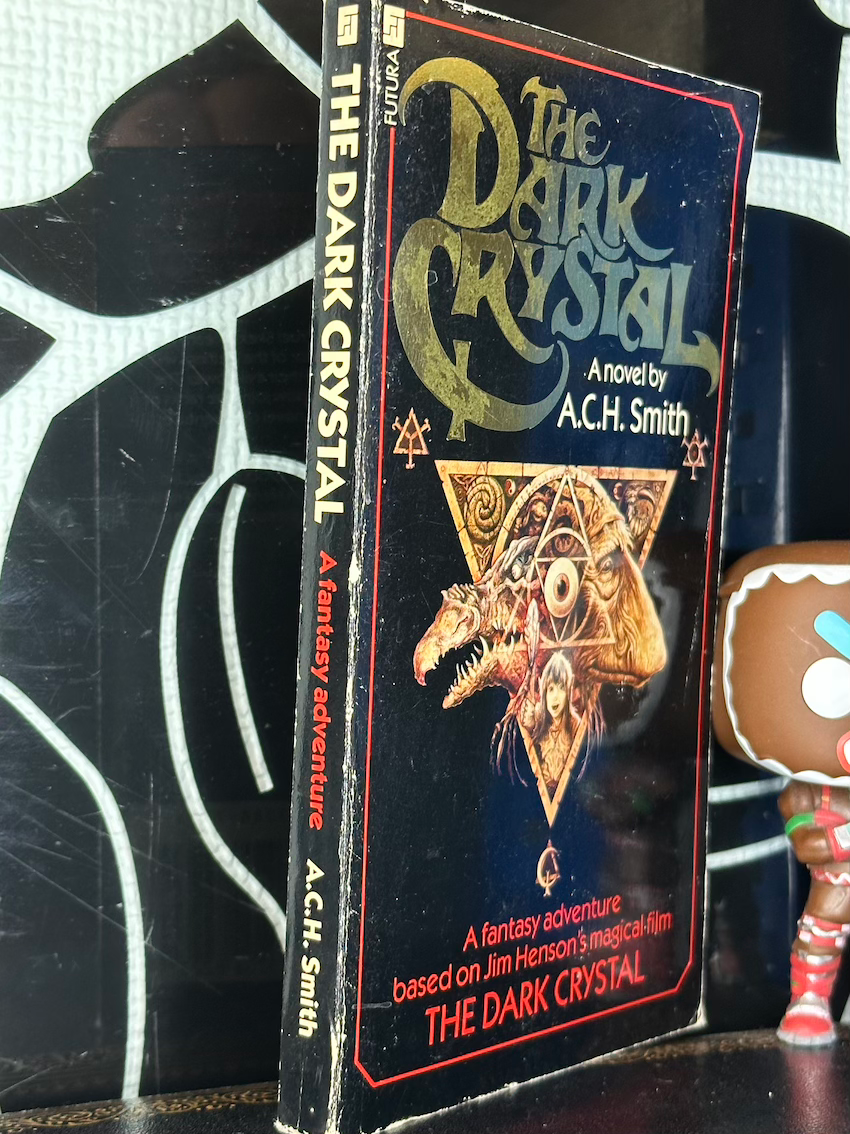 THE DARK CRYSTAL A fantasy adventure A.C.H. Smith
FUTURA
THE
DARK
CRYSTAL
A novel by
A.C.H. Smith
A fantasy adventure
based on Jim Henson's magical film
THE DARK CRYSTAL